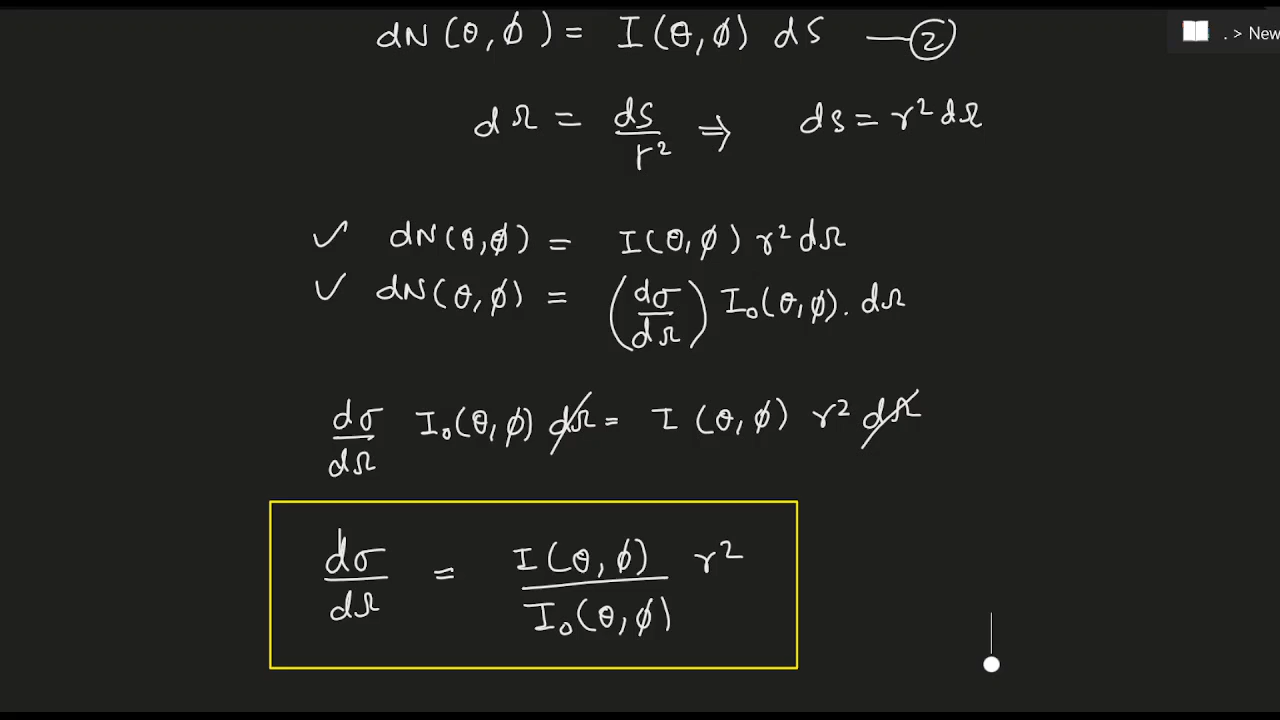 dN(θ,ϕ) = I(θ,ϕ) dS —②
. > New
dΩ = dS/r² ⇒ ds = r² dΩ
✓ dN(θ,ϕ) = I(θ,ϕ) r² dΩ
✓ dN(θ,ϕ) = (dσ/dΩ) I₀(θ,ϕ). dΩ
dσ/dΩ I₀(θ,ϕ) dΩ = I (θ,ϕ) r² dΩ
dσ/dΩ = I(θ,ϕ)/I₀(θ,ϕ) r²